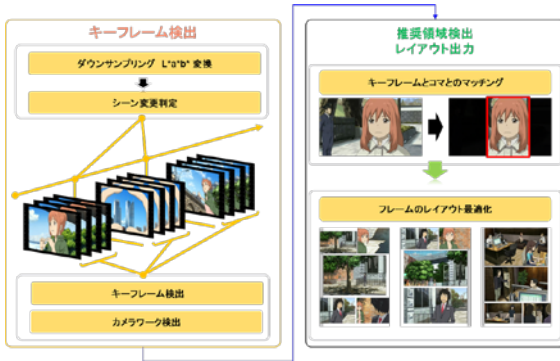 キーフレーム検出
ダウンサンプリング L*a*b* 変換
シーン変更判定
キーフレーム検出
カメラワーク検出
推奨領域検出
レイアウト出力
キーフレームとコマとのマッチング
フレームのレイアウト最適化